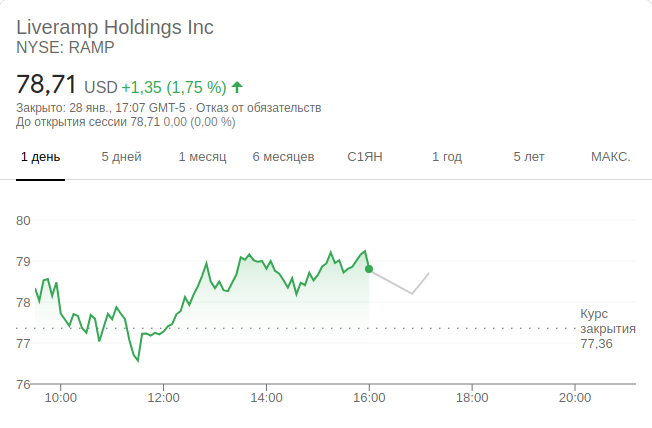 Liveramp Holdings Inc
NYSE: RAMP
78,71 USD +1,35 (1,75 %)
Закрыто: 28 янв., 17:07 GMT-5 · Отказ от обязательств
До открытия сессии 78,71 0,00 (0,00 %)
1 день 5 дней 1 месяц 6 месяцев С1ЯН 1 год 5 лет МАКС.
80
79
78
Курс
закрытия
77,36
77
76
10:00 12:00 14:00 16:00 18:00 20:00